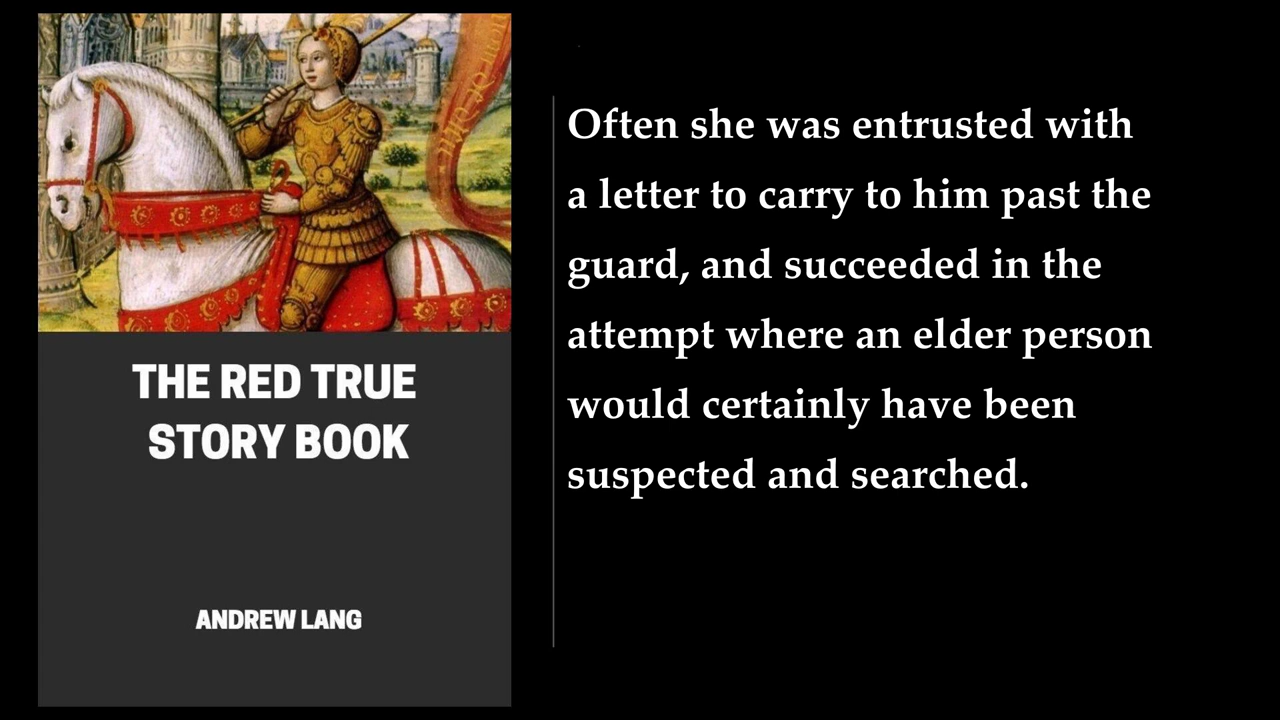 THE RED TRUE
STORY BOOK
ANDREW LANG
Often she was entrusted with
a letter to carry to him past the
guard, and succeeded in the
attempt where an elder person
would certainly have been
suspected and searched.